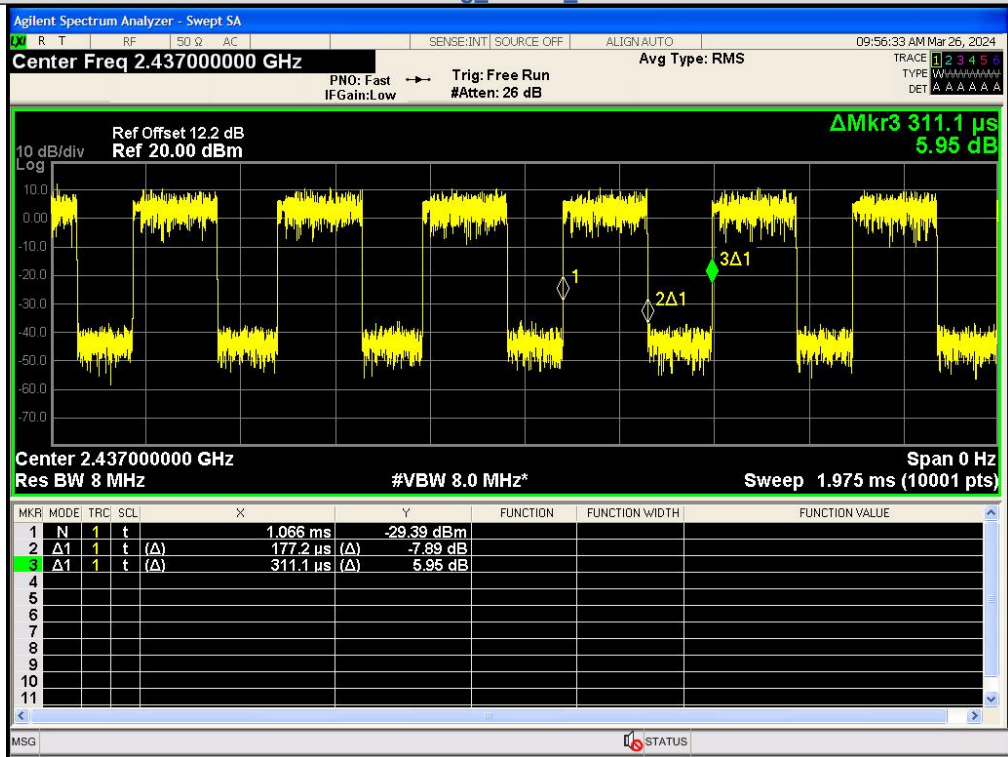 Agilent Spectrum Analyzer - Swept SA
LXI R T RF 50 Ω AC SENSE:INT SOURCE OFF ALIGN AUTO 09:56:33 AM Mar 26, 2024
Center Freq 2.437000000 GHz Avg Type: RMS TRACE 1 2 3 4 5 6
PNO: Fast Trig: Free Run TYPE WWWWWW
IFGain:Low #Atten: 26 dB DET A A A A A A
ΔMkr3 311.1 µs
Ref Offset 12.2 dB
10 dB/div Ref 20.00 dBm 5.95 dB
Log
10.0
0.00
-10.0
3Δ1
-20.0
1
2Δ1
-30.0
-40.0
-50.0
-60.0
-70.0
Center 2.437000000 GHz Span 0 Hz
Res BW 8 MHz #VBW 8.0 MHz* Sweep 1.975 ms (10001 pts)
MKR MODE TRC SCL X Y FUNCTION FUNCTION WIDTH FUNCTION VALUE
1 N 1 t 1.066 ms -29.39 dBm
2 Δ1 1 t (Δ) 177.2 µs (Δ) -7.89 dB
3 Δ1 1 t (Δ) 311.1 µs (Δ) 5.95 dB
4
5
6
7
8
9
10
11
MSG STATUS